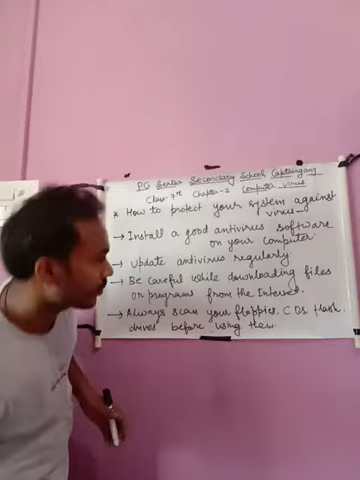 PG Senior Secondary School
Class-7th Chapter-2 Computer Virus
* How to protect your system against
virus-
→ Install a good antivirus software
on your computer.
→ Update antivirus regularly
→ Be careful while downloading files
or programs from the Internet.
→ Always scan your floppies, CDs flash
drives before using them.